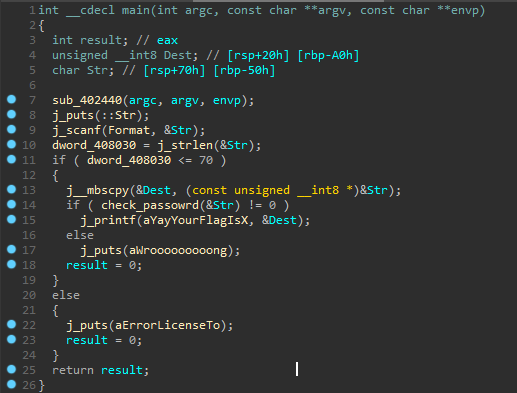 1 int __cdecl main(int argc, const char **argv, const char **envp)
2 {
3   int result; // eax
4   unsigned __int8 Dest; // [rsp+20h] [rbp-A0h]
5   char Str; // [rsp+70h] [rbp-50h]
6
7   sub_402440(argc, argv, envp);
8   j_puts(::Str);
9   j_scanf(Format, &Str);
10   dword_408030 = j_strlen(&Str);
11   if ( dword_408030 <= 70 )
12   {
13     j__mbscpy(&Dest, (const unsigned __int8 *)&Str);
14     if ( check_passowrd(&Str) != 0 )
15       j_printf(aYayYourFlagIsX, &Dest);
16     else
17       j_puts(aWrooooooooong);
18     result = 0;
19   }
20   else
21   {
22     j_puts(aErrorLicenseTo);
23     result = 0;
24   }
25   return result;
26 }